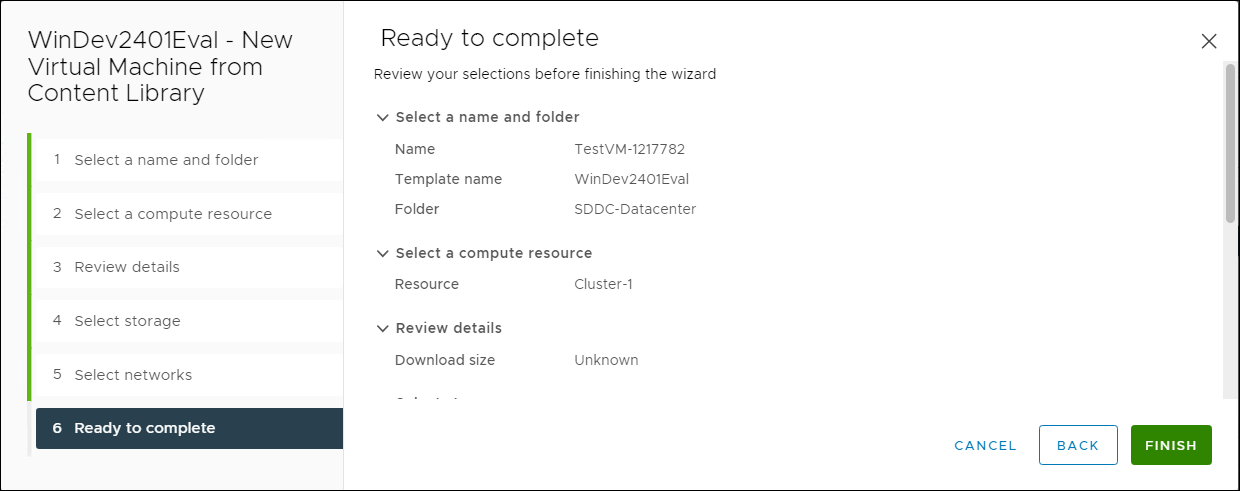 WinDev2401Eval - New
Virtual Machine from
Content Library
1 Select a name and folder
2 Select a compute resource
3 Review details
4 Select storage
5 Select networks
6 Ready to complete
Ready to complete
Review your selections before finishing the wizard
Select a name and folder
Name TestVM-1217782
Template name WinDev2401Eval
Folder SDDC-Datacenter
Select a compute resource
Resource Cluster-1
Review details
Download size Unknown
CANCEL BACK FINISH